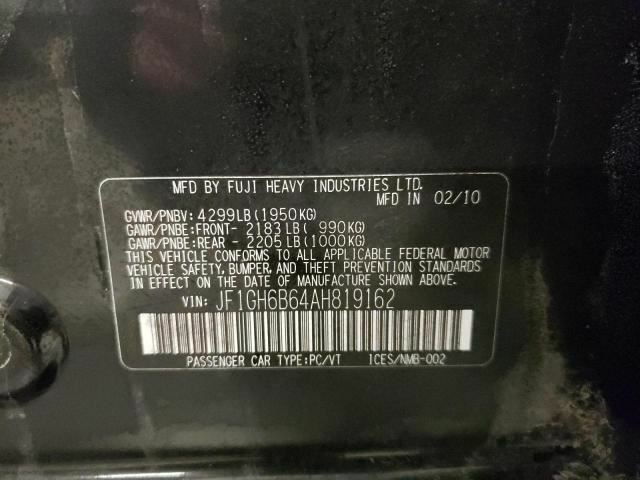 MFD BY FUJI HEAVY INDUSTRIES LTD.
MFD IN 02/10
GVWR/PNBV: 4299LB(1950KG)
GAWR/PNBE:FRONT- 2183LB( 990KG)
GAWR/PNBE:REAR - 2205LB(1000KG)
THIS VEHICLE CONFORMS TO ALL APPLICABLE FEDERAL MOTOR
VEHICLE SAFETY, BUMPER, AND THEFT PREVENTION STANDARDS
IN EFFECT ON THE DATE OF MANUFACTURE SHOWN ABOVE.
VIN: JF1GH6B64AH819162
PASSENGER CAR TYPE:PC/VT ICES/NMB-002